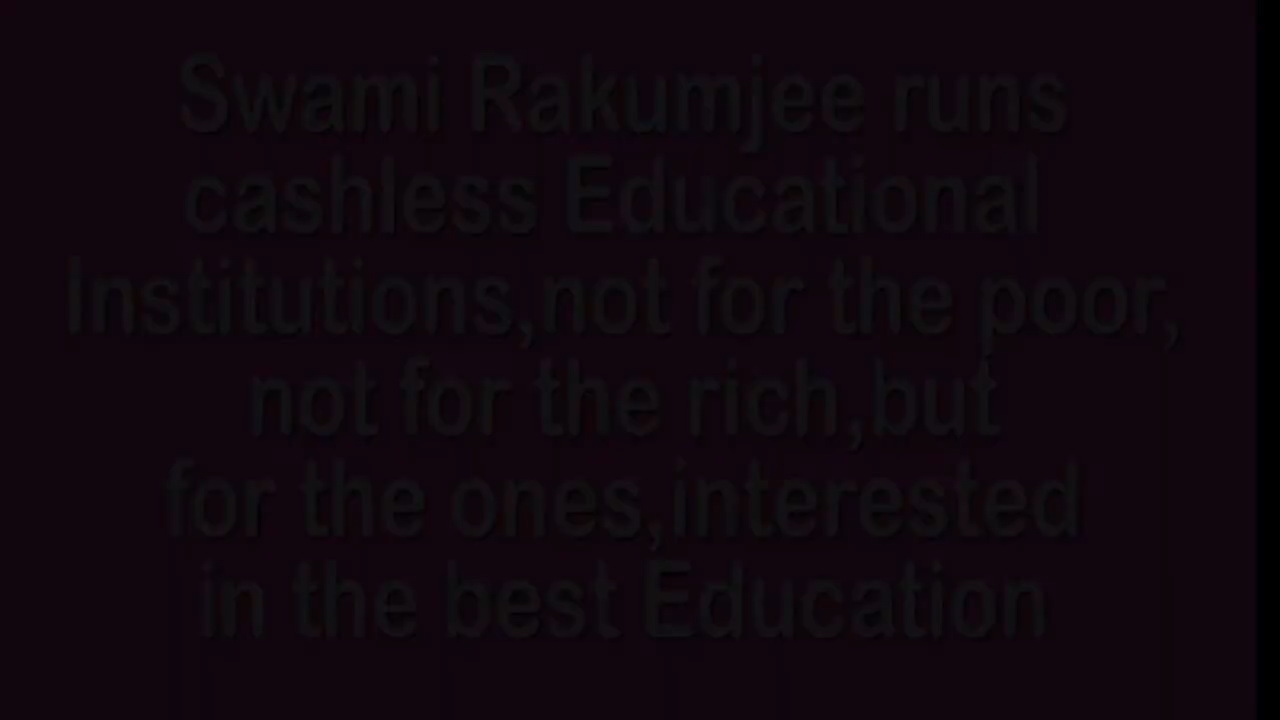 Swami Rakumjee runs
cashless Educational
Institutions,not for the poor,
not for the rich,but
for the ones,interested
in the best Education